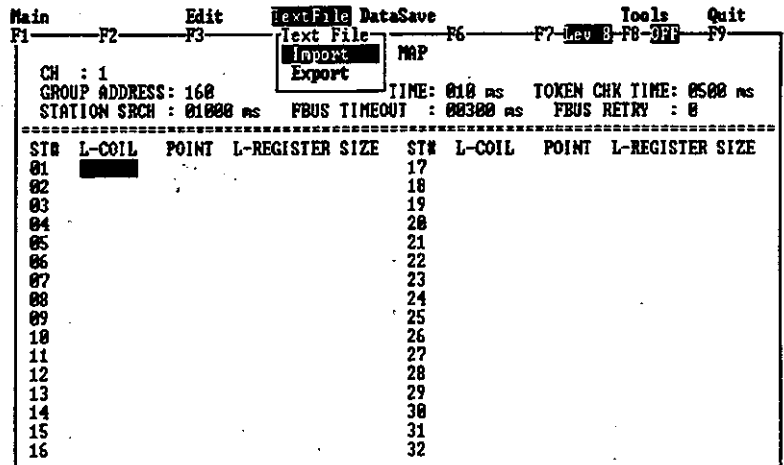 Main Edit TextFile DataSave Tools Quit
F1 F2 F3 Text File F6 F7 Lev 8 F8 OFF F9
Import MAP
CH : 1 Export
GROUP ADDRESS: 160 TIME: 010 ms TOKEN CHK TIME: 0500 ms
STATION SRCH : 01000 ms FBUS TIMEOUT : 00300 ms FBUS RETRY : 0
ST# L-COIL POINT L-REGISTER SIZE ST# L-COIL POINT L-REGISTER SIZE
01 17
02 18
03 19
04 20
05 21
06 22
07 23
08 24
09 25
10 26
11 27
12 28
13 29
14 30
15 31
16 32